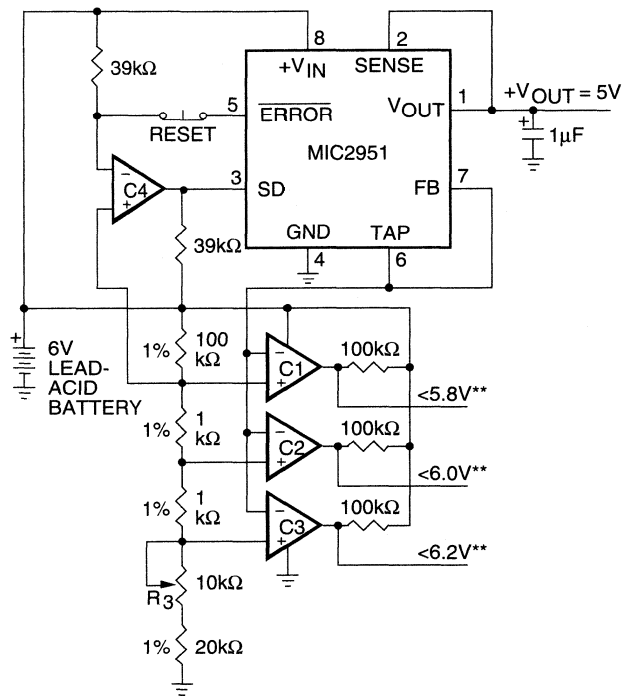 8
2
+VIN
SENSE
39kΩ
5
ERROR
RESET
VOUT
1
+VOUT = 5V
+
1µF
MIC2951
7
−
C4
+
3
SD
FB
GND
TAP
39kΩ
4
6
+
6V
LEAD-
ACID
BATTERY
1%
100
kΩ
−
C1
+
100kΩ
<5.8V**
1%
1
kΩ
−
C2
+
100kΩ
<6.0V**
1%
1
kΩ
−
C3
+
100kΩ
<6.2V**
R3
10kΩ
1%
20kΩ